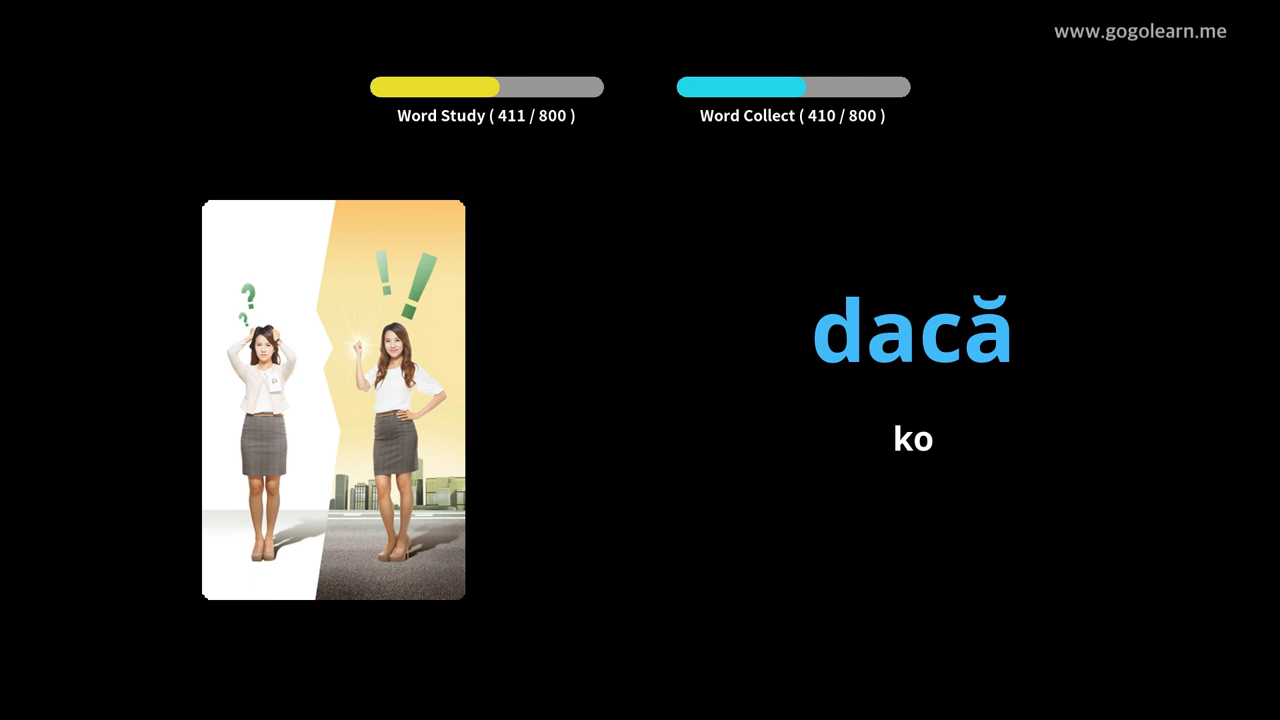 www.gogolearn.me
Word Study ( 411 / 800 )
Word Collect ( 410 / 800 )
? ?
! !
dacă
ko